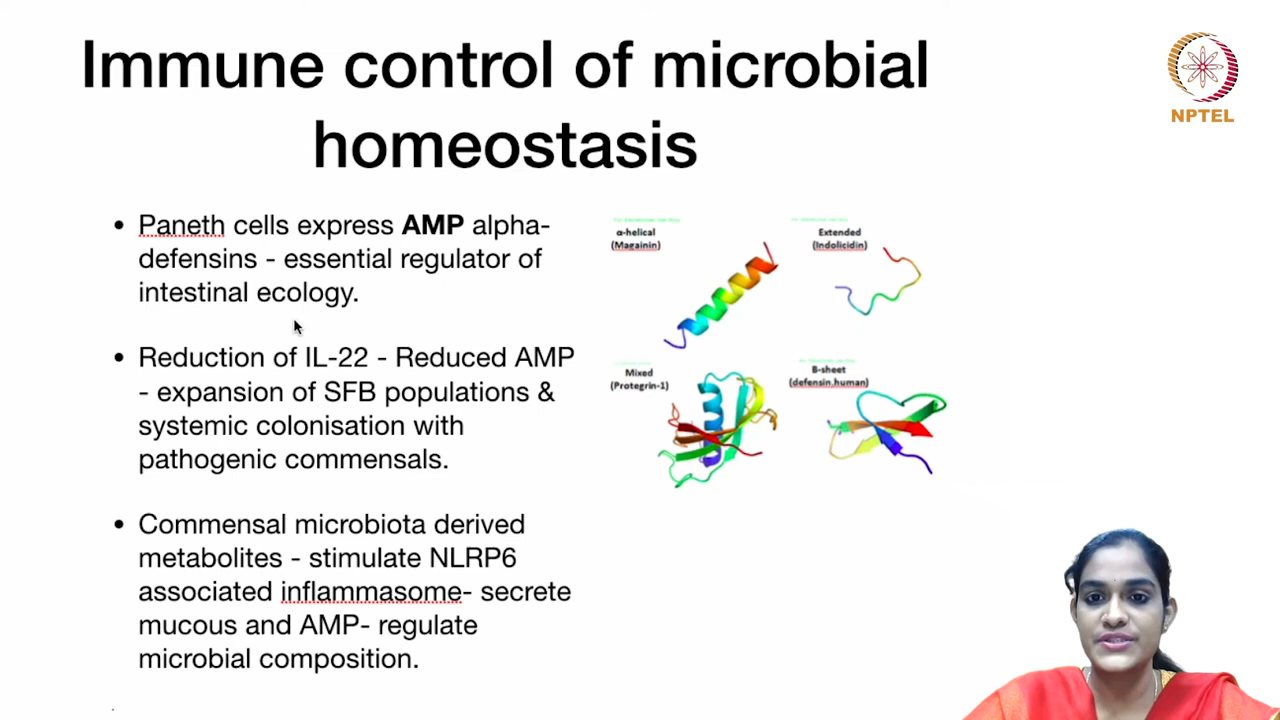 Immune control of microbial
homeostasis
NPTEL
• Paneth cells express AMP alpha-
defensins - essential regulator of
intestinal ecology.
• Reduction of IL-22 - Reduced AMP
- expansion of SFB populations &
systemic colonisation with
pathogenic commensals.
• Commensal microbiota derived
metabolites - stimulate NLRP6
associated inflammasome- secrete
mucous and AMP- regulate
microbial composition.
α-helical
(Magainin)
Extended
(Indolicidin)
Mixed
(Protegrin-1)
B-sheet
(defensin,human)